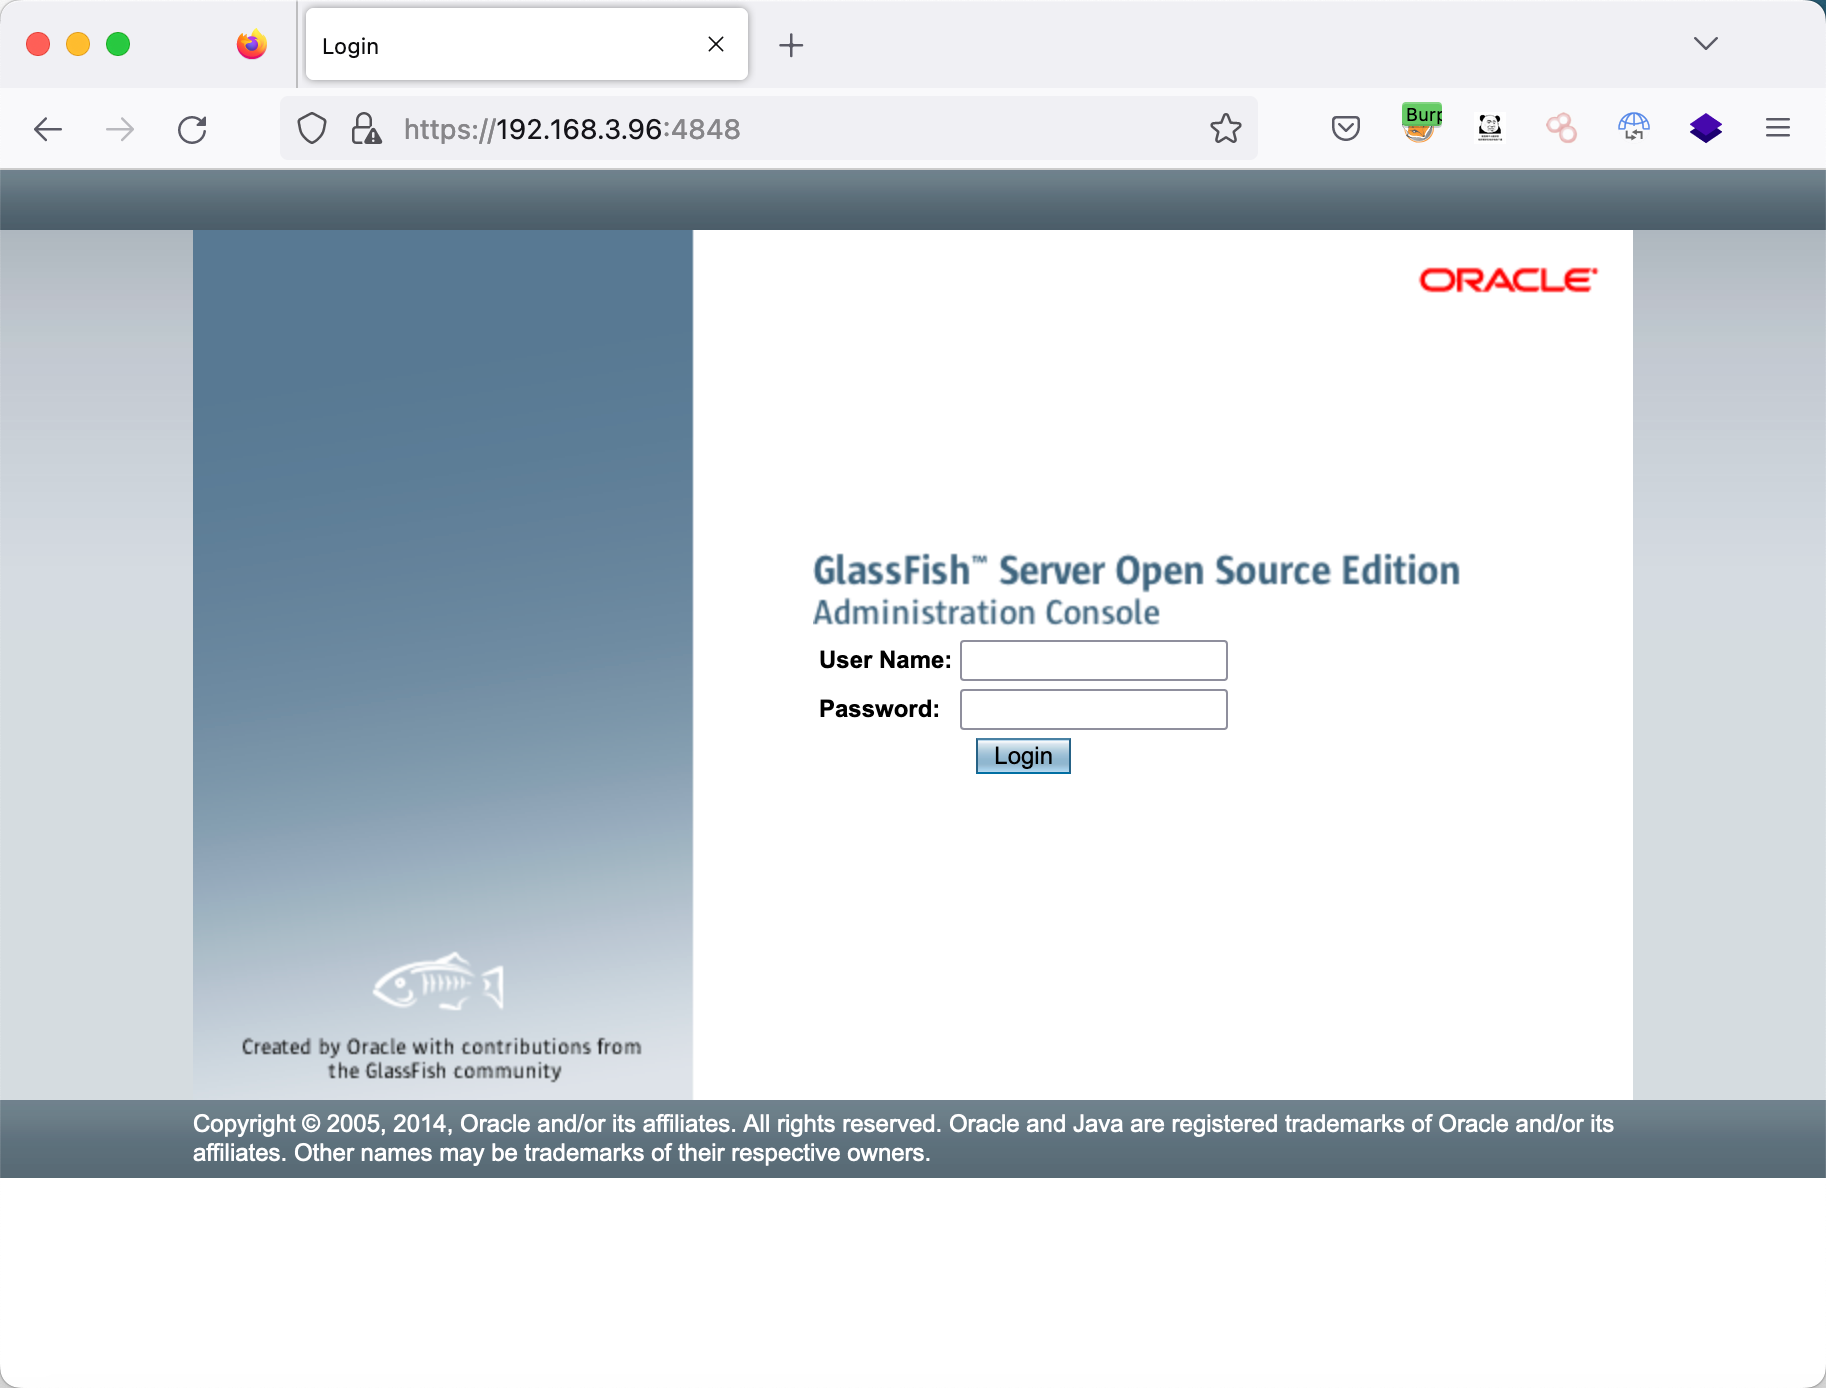 Login
https://192.168.3.96:4848
Burp
ORACLE
GlassFish™ Server Open Source Edition
Administration Console
User Name:
Password:
Login
Created by Oracle with contributions from
the GlassFish community
Copyright © 2005, 2014, Oracle and/or its affiliates. All rights reserved. Oracle and Java are registered trademarks of Oracle and/or its
affiliates. Other names may be trademarks of their respective owners.